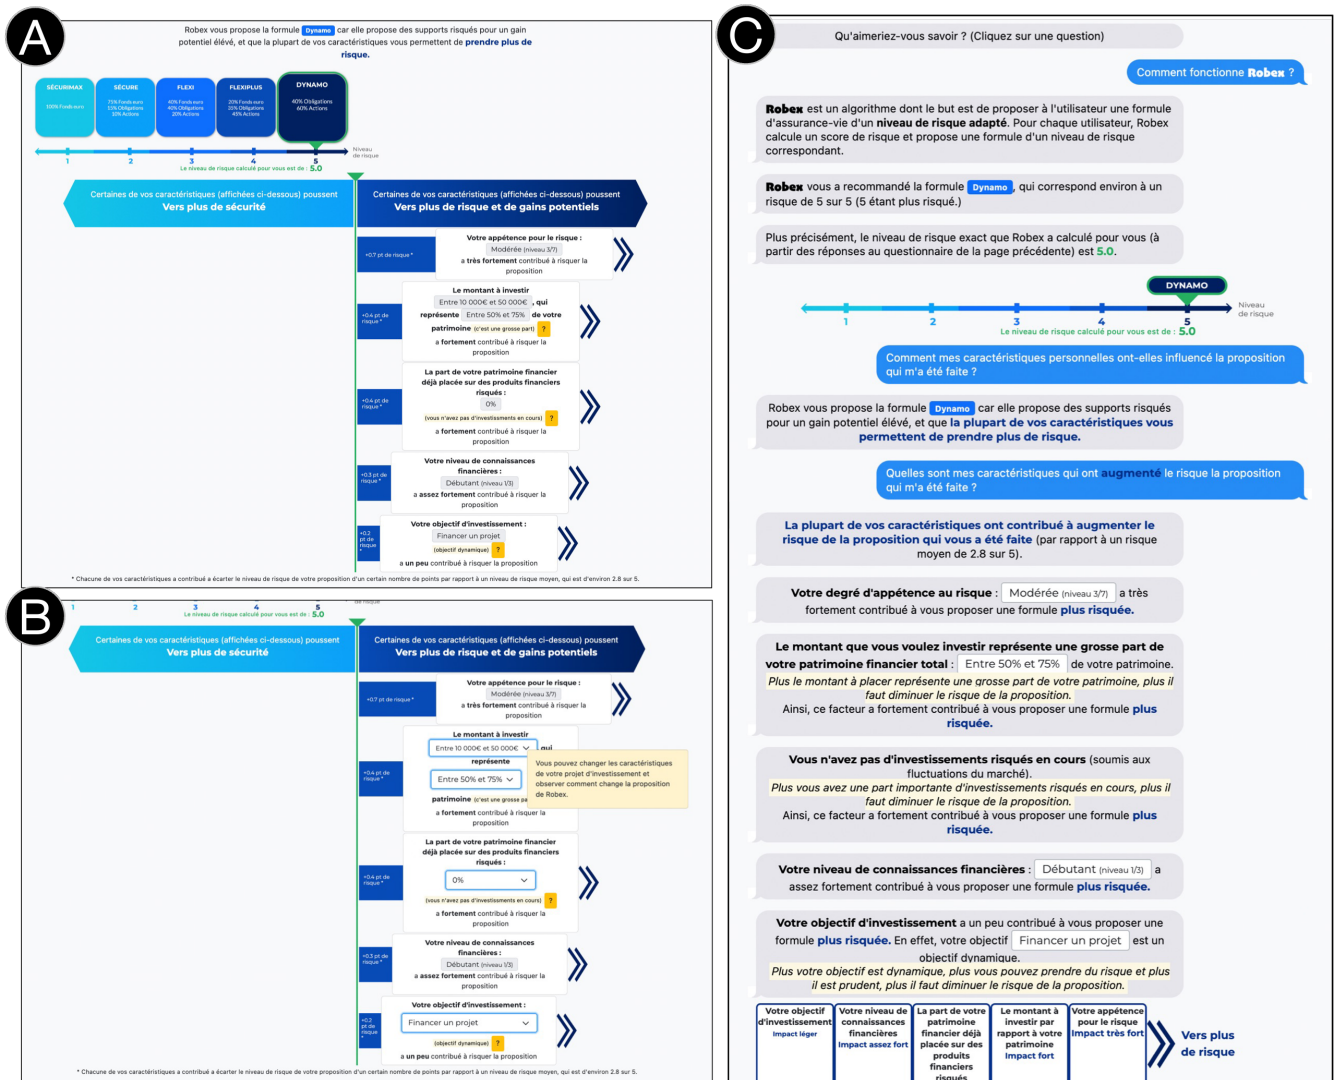 A
Robex vous propose la formule Dynamo car elle propose des supports risqués pour un gain
potentiel élévé, et que la plupart de vos caractéristiques vous permettent de prendre plus de
risque.
SÉCURIMAX
100% Fonds euro
SÉCURE
75% Fonds euro
15% Obligations
10% Actions
FLEXI
40% Fonds euro
40% Obligations
20% Actions
FLEXIPLUS
20% Fonds euro
35% Obligations
45% Actions
DYNAMO
40% Obligations
60% Actions
1 2 3 4 5
Niveau
de risque
Le niveau de risque calculé pour vous est de : 5.0
Certaines de vos caractéristiques (affichées ci-dessous) poussent
Vers plus de sécurité
Certaines de vos caractéristiques (affichées ci-dessous) poussent
Vers plus de risque et de gains potentiels
+0.7 pt de risque *
Votre appétence pour le risque :
Modérée (niveau 3/7)
a très fortement contribué à risquer la
proposition
+0.4 pt de
risque *
Le montant à investir
Entre 10 000€ et 50 000€ , qui
représente Entre 50% et 75% de votre
patrimoine (c'est une grosse part) ?
a fortement contribué à risquer la
proposition
+0.4 pt de
risque *
La part de votre patrimoine financier
déjà placée sur des produits financiers
risqués :
0%
(vous n'avez pas d'investissements en cours) ?
a fortement contribué à risquer la
proposition
+0.3 pt de
risque *
Votre niveau de connaissances
financières :
Débutant (niveau 1/3)
a assez fortement contribué à risquer la
proposition
+0.2
pt de
risque
*
Votre objectif d'investissement :
Financer un projet
(objectif dynamique) ?
a un peu contribué à risquer la proposition
* Chacune de vos caractéristiques a contribué a écarter le niveau de risque de votre proposition d'un certain nombre de points par rapport à un niveau de risque moyen, qui est d'environ 2.8 sur 5.
B
1 2 3 4 5
de risque
Le niveau de risque calculé pour vous est de : 5.0
Certaines de vos caractéristiques (affichées ci-dessous) poussent
Vers plus de sécurité
Certaines de vos caractéristiques (affichées ci-dessous) poussent
Vers plus de risque et de gains potentiels
+0.7 pt de risque *
Votre appétence pour le risque :
Modérée (niveau 3/7)
a très fortement contribué à risquer la
proposition
+0.4 pt de
risque *
Le montant à investir
Entre 10 000€ et 50 000€ qui
représente
Entre 50% et 75%
patrimoine (c'est une grosse pa
a fortement contribué à risquer la
proposition
Vous pouvez changer les caractéristiques
de votre projet d'investissement et
observer comment change la proposition
de Robex.
+0.4 pt de
risque *
La part de votre patrimoine financier
déjà placée sur des produits financiers
risqués :
0%
(vous n'avez pas d'investissements en cours) ?
a fortement contribué à risquer la
proposition
+0.3 pt de
risque *
Votre niveau de connaissances
financières :
Débutant (niveau 1/3)
a assez fortement contribué à risquer la
proposition
+0.2
pt de
risque
*
Votre objectif d'investissement :
Financer un projet
(objectif dynamique) ?
a un peu contribué à risquer la proposition
* Chacune de vos caractéristiques a contribué a écarter le niveau de risque de votre proposition d'un certain nombre de points par rapport à un niveau de risque moyen, qui est d'environ 2.8 sur 5.
C
Qu'aimeriez-vous savoir ? (Cliquez sur une question)
Comment fonctionne Robex ?
Robex est un algorithme dont le but est de proposer à l'utilisateur une formule
d'assurance-vie d'un niveau de risque adapté. Pour chaque utilisateur, Robex
calcule un score de risque et propose une formule d'un niveau de risque
correspondant.
Robex vous a recommandé la formule Dynamo , qui correspond environ à un
risque de 5 sur 5 (5 étant plus risqué.)
Plus précisément, le niveau de risque exact que Robex a calculé pour vous (à
partir des réponses au questionnaire de la page précédente) est 5.0.
DYNAMO
1 2 3 4 5
Niveau
de risque
Le niveau de risque calculé pour vous est de : 5.0
Comment mes caractéristiques personnelles ont-elles influencé la proposition
qui m'a été faite ?
Robex vous propose la formule Dynamo car elle propose des supports risqués
pour un gain potentiel élévé, et que la plupart de vos caractéristiques vous
permettent de prendre plus de risque.
Quelles sont mes caractéristiques qui ont augmenté le risque la proposition
qui m'a été faite ?
La plupart de vos caractéristiques ont contribué à augmenter le
risque de la proposition qui vous a été faite (par rapport à un risque
moyen de 2.8 sur 5).
Votre degré d'appétence au risque : Modérée (niveau 3/7) a très
fortement contribué à vous proposer une formule plus risquée.
Le montant que vous voulez investir représente une grosse part de
votre patrimoine financier total : Entre 50% et 75% de votre patrimoine.
Plus le montant à placer représente une grosse part de votre patrimoine, plus il
faut diminuer le risque de la proposition.
Ainsi, ce facteur a fortement contribué à vous proposer une formule plus
risquée.
Vous n'avez pas d'investissements risqués en cours (soumis aux
fluctuations du marché).
Plus vous avez une part importante d'investissements risqués en cours, plus il
faut diminuer le risque de la proposition.
Ainsi, ce facteur a fortement contribué à vous proposer une formule plus
risquée.
Votre niveau de connaissances financières : Débutant (niveau 1/3) a
assez fortement contribué à vous proposer une formule plus risquée.
Votre objectif d'investissement a un peu contribué à vous proposer une
formule plus risquée. En effet, votre objectif Financer un projet est un
objectif dynamique.
Plus votre objectif est dynamique, plus vous pouvez prendre du risque et plus
il est prudent, plus il faut diminuer le risque de la proposition.
Votre objectif
d'investissement
Impact léger
Votre niveau de
connaissances
financières
Impact assez fort
La part de votre
patrimoine
financier déjà
placée sur des
produits
financiers
risqués
Le montant à
investir par
rapport à votre
patrimoine
Impact fort
Votre appétence
pour le risque
Impact très fort
Vers plus
de risque